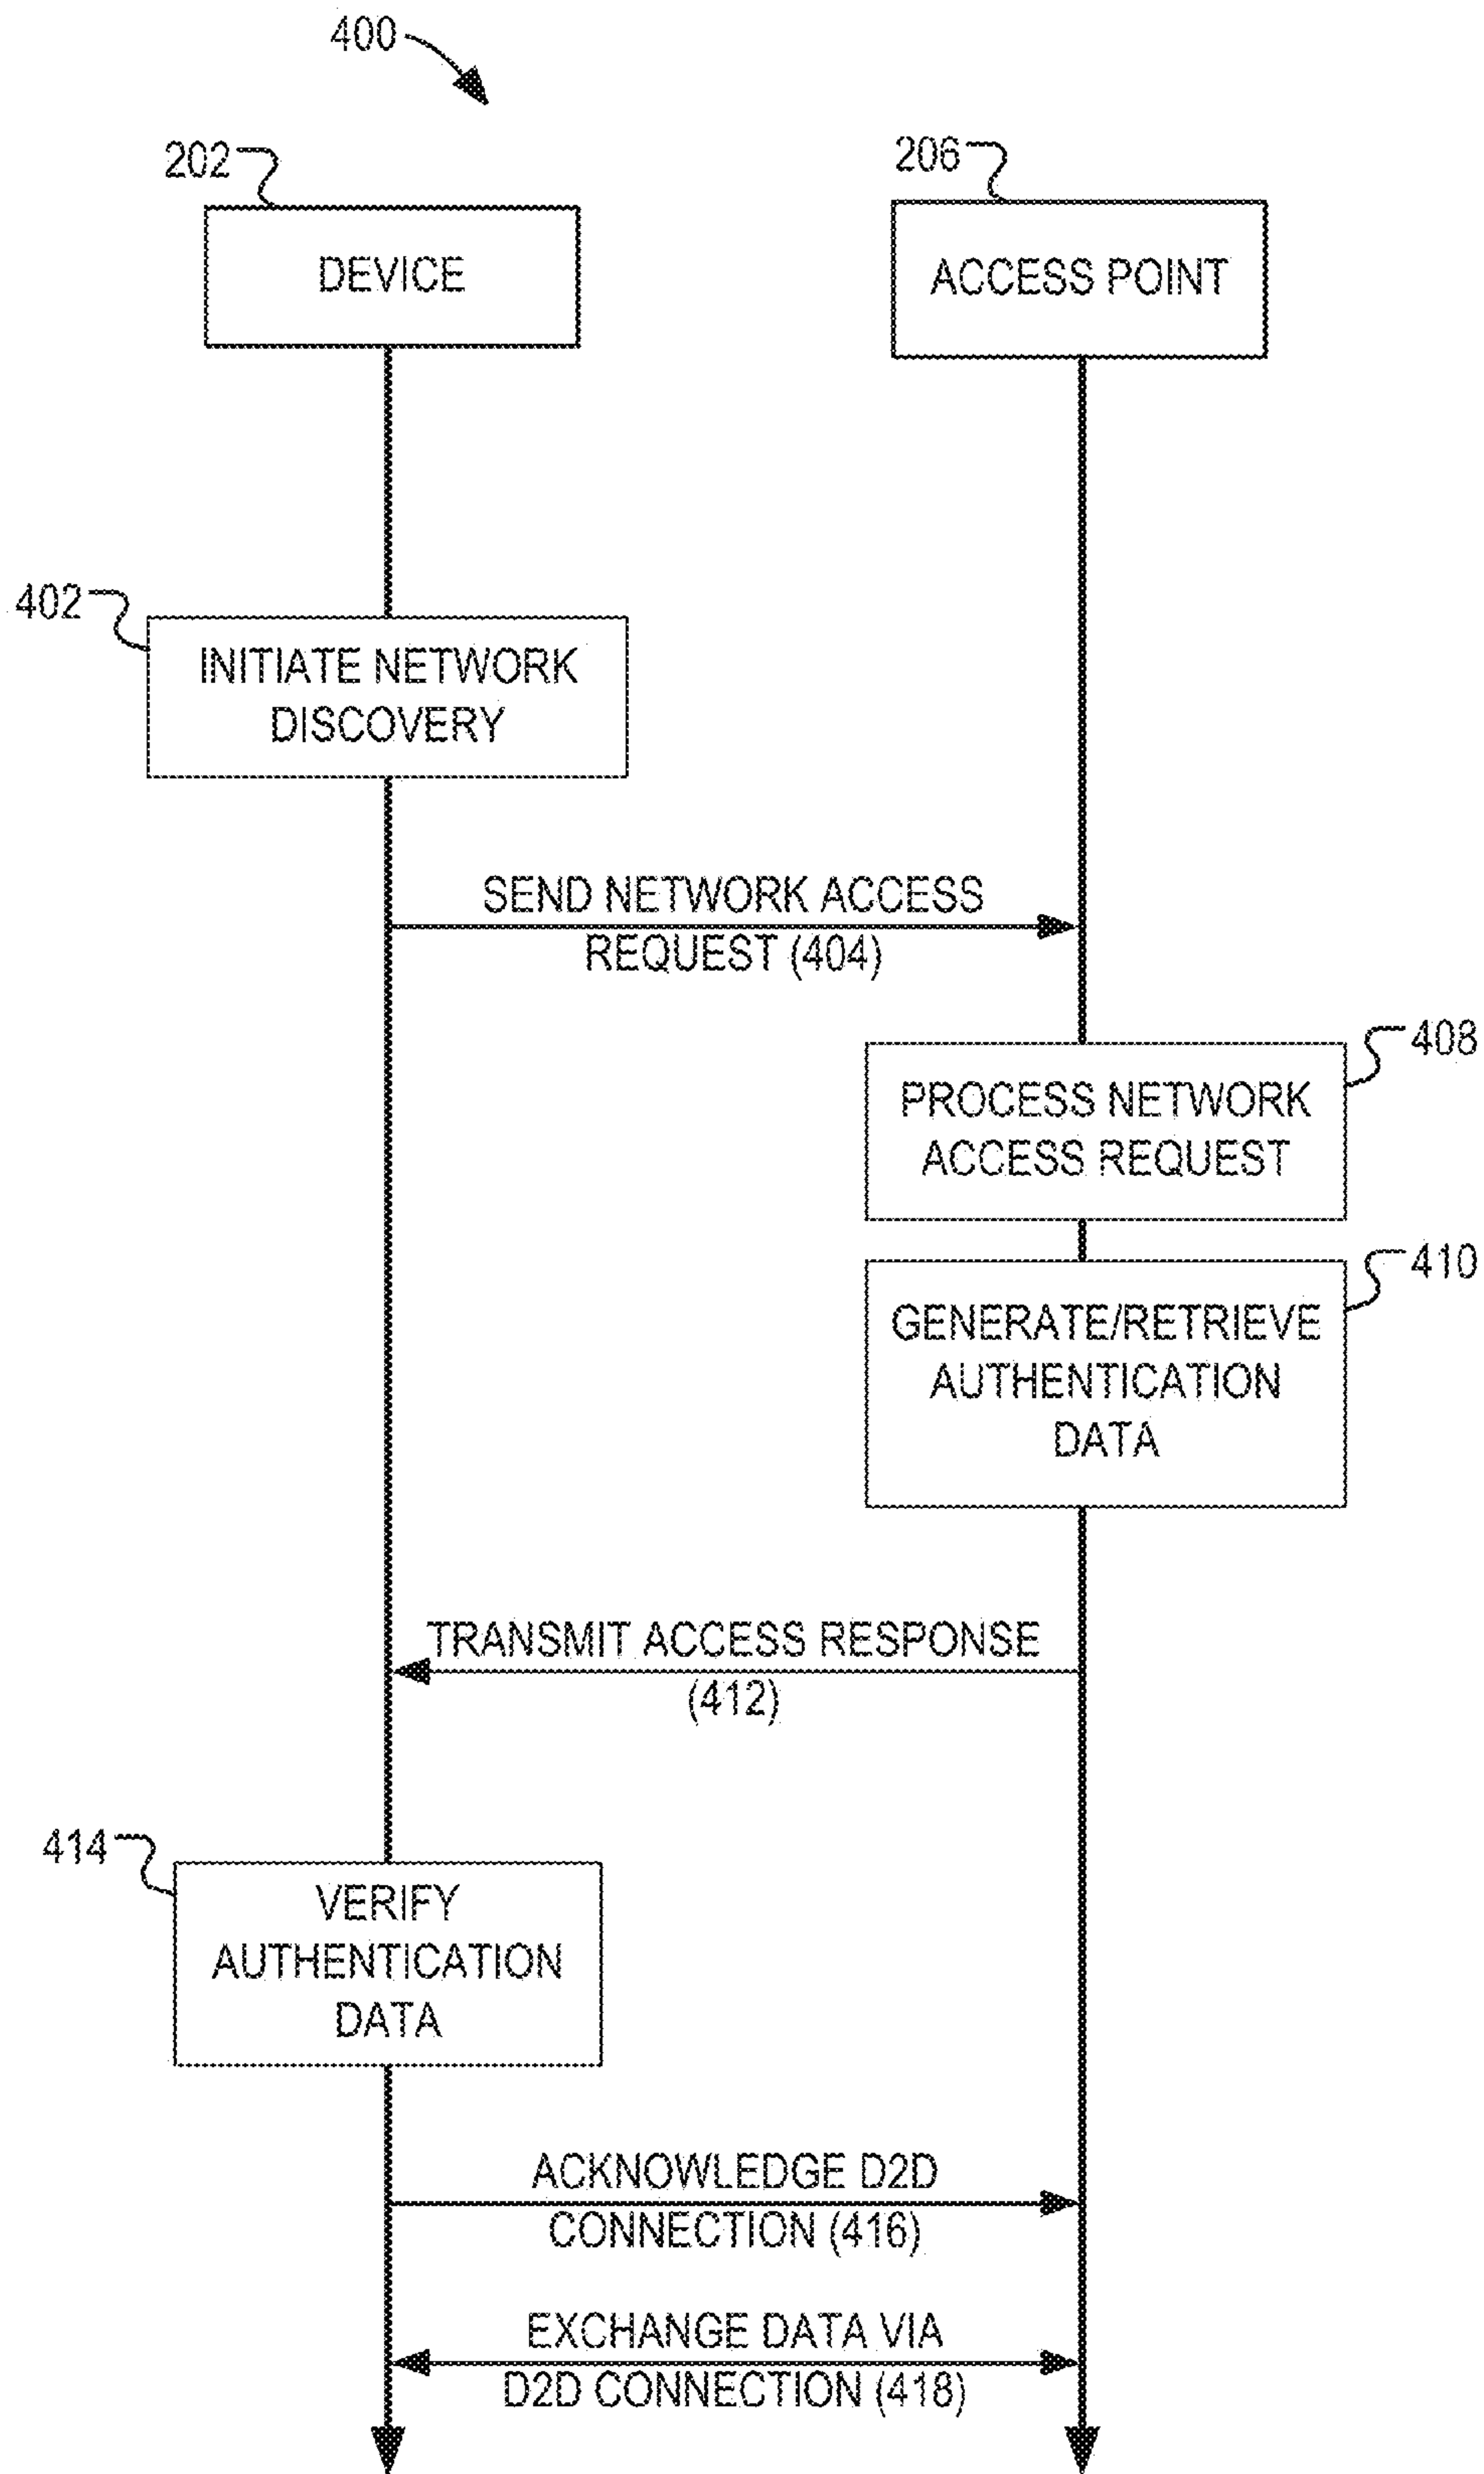 400
202
206
DEVICE
ACCESS POINT
402
INITIATE NETWORK
DISCOVERY
SEND NETWORK ACCESS
REQUEST (404)
408
PROCESS NETWORK
ACCESS REQUEST
410
GENERATE/RETRIEVE
AUTHENTICATION
DATA
TRANSMIT ACCESS RESPONSE
(412)
414
VERIFY
AUTHENTICATION
DATA
ACKNOWLEDGE D2D
CONNECTION (416)
EXCHANGE DATA VIA
D2D CONNECTION (418)